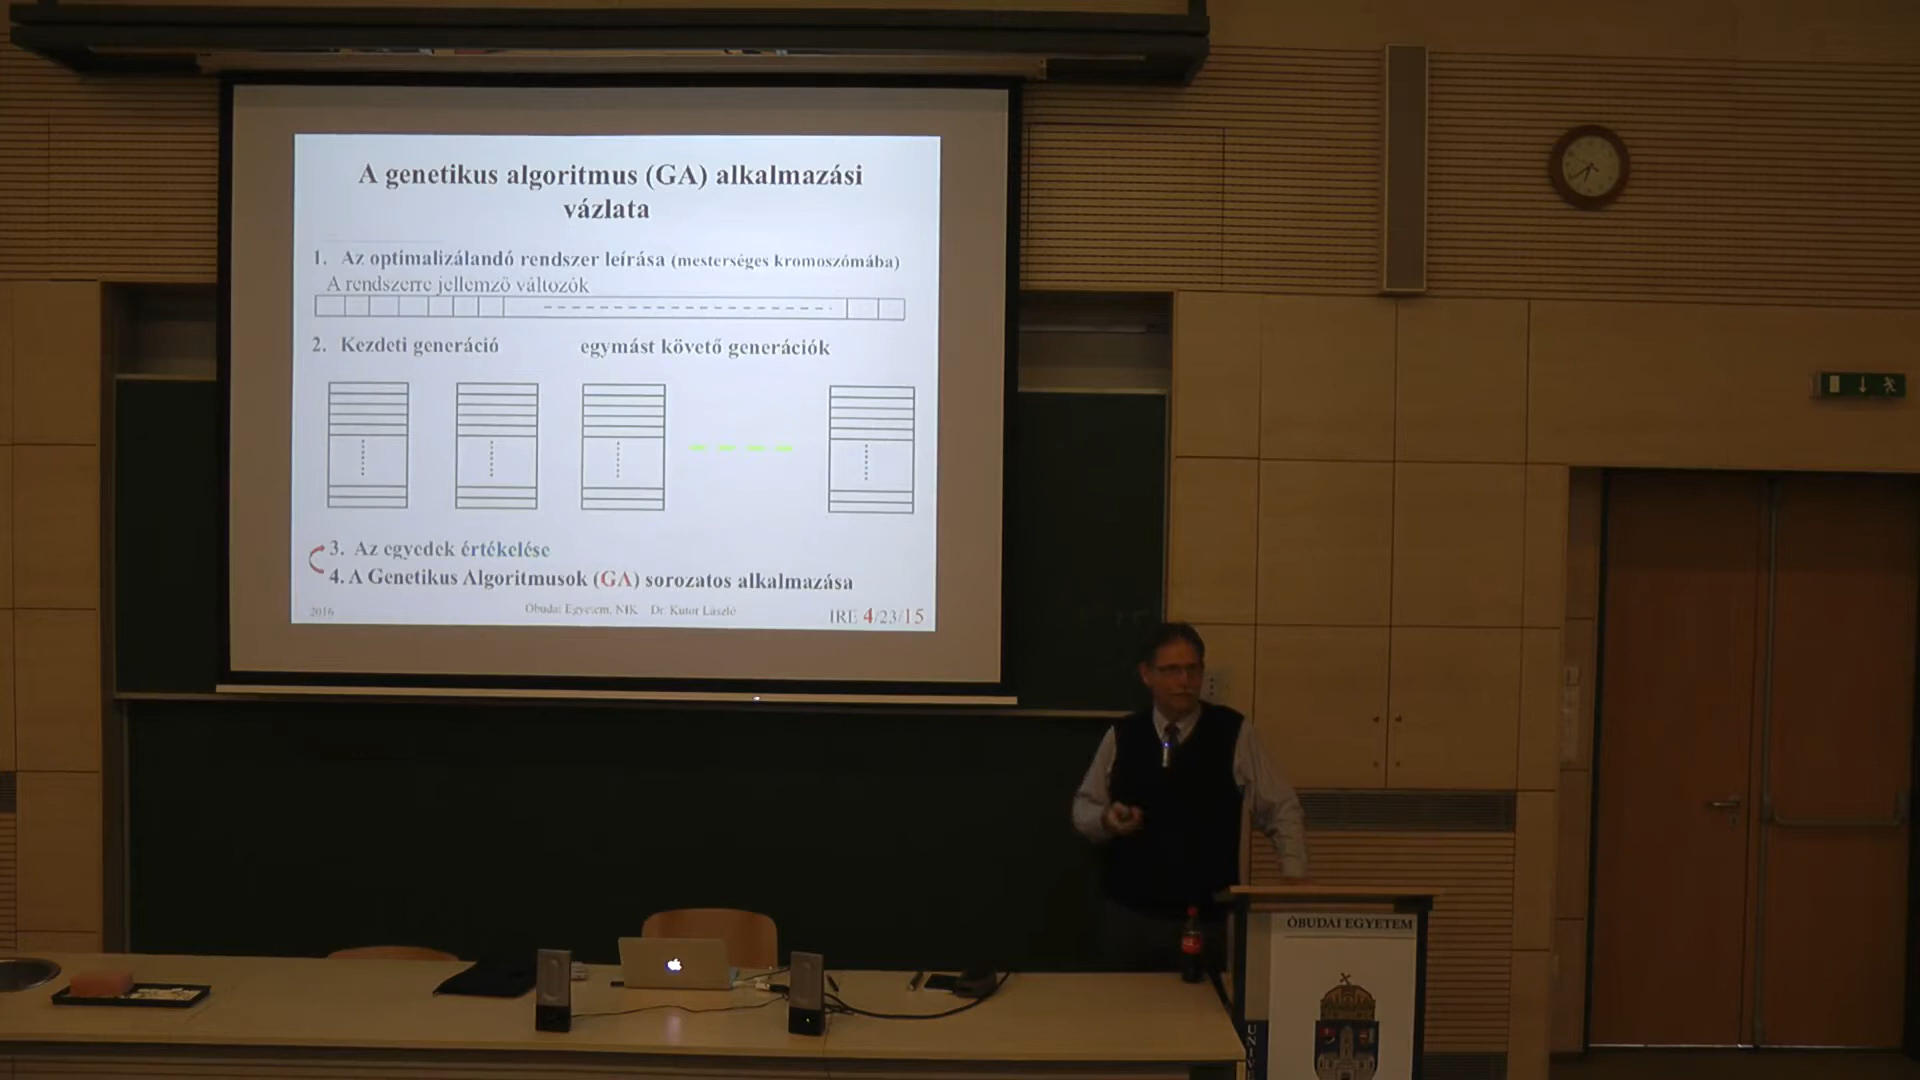 A genetikus algoritmus (GA) alkalmazási
vázlata
1. Az optimalizálandó rendszer leírása (mesterséges kromoszómába)
A rendszerre jellemző változók
2. Kezdeti generáció egymást követő generációk
3. Az egyedek értékelése
4. A Genetikus Algoritmusok (GA) sorozatos alkalmazása
2016 Óbudai Egyetem, NIK Dr. Kutor László IRE 4/23/15
ÓBUDAI EGYETEM